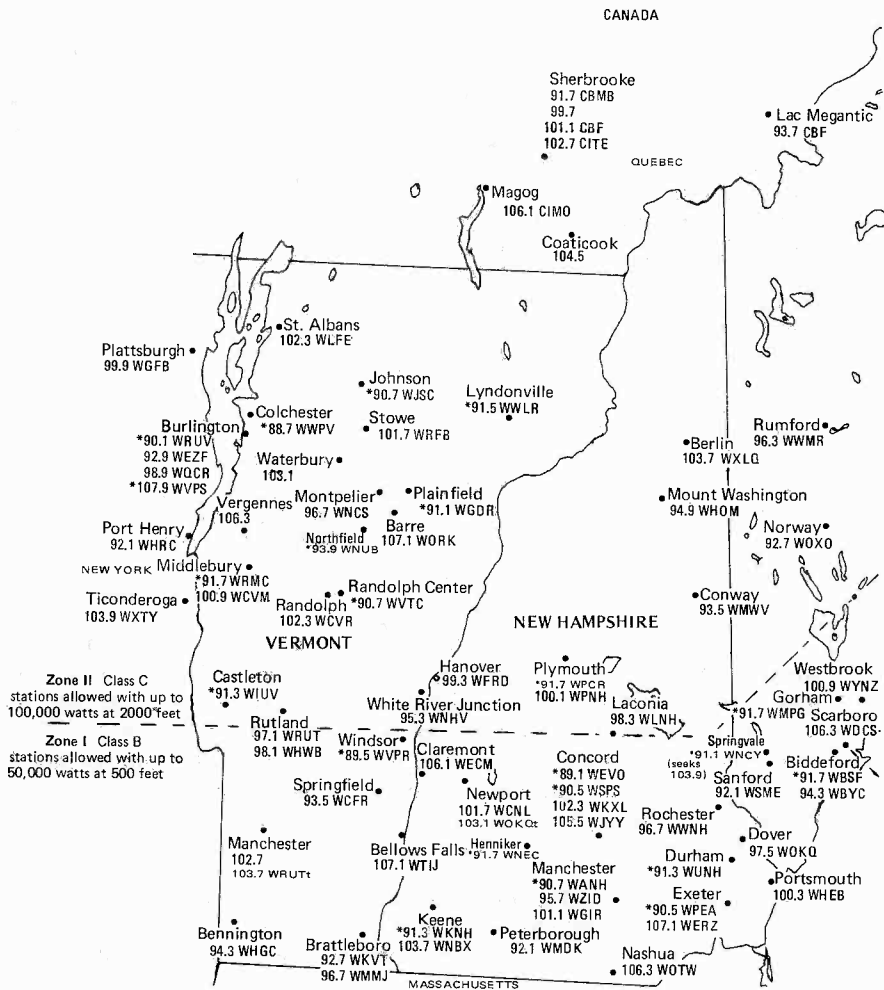 CANADA
Sherbrooke
91.7 CBMB
99.7
101.1 CBF
102.7 CITE
Lac Megantic
93.7 CBF
QUEBEC
Magog
106.1 CIMO
Coaticook
104.5
St. Albans
102.3 WLFE
Plattsburgh
99.9 WGFB
Johnson
*90.7 WJSC
Lyndonville
*91.5 WWLR
Colchester
*88.7 WWPV
Stowe
101.7 WRFB
Burlington
*90.1 WRUV
92.9 WEZF
98.9 WQCR
*107.9 WVPS
Rumford
96.3 WWMR
Berlin
103.7 WXLQ
Waterbury
103.1
Montpelier
96.7 WNCS
Plainfield
*91.1 WGDR
Mount Washington
94.9 WHOM
Vergennes
106.3
Barre
107.1 WORK
Northfield
*93.9 WNUB
Port Henry
92.1 WHRC
Norway
92.7 WOXO
NEW YORK
Middlebury
*91.7 WRMC
100.9 WCVM
Ticonderoga
103.9 WXTY
Randolph Center
*90.7 WVTC
Randolph
102.3 WCVR
Conway
93.5 WMWV
VERMONT
NEW HAMPSHIRE
Zone II Class C
stations allowed with up to
100,000 watts at 2000 feet
Castleton
*91.3 WIUV
Hanover
99.3 WFRD
Plymouth
*91.7 WPCR
100.1 WPNH
Westbrook
100.9 WYNZ
White River Junction
95.3 WNHV
Laconia
98.3 WLNH
Gorham
*91.7 WMPG
Scarboro
106.3 WDCS
Rutland
97.1 WRUT
98.1 WHWB
Zone I Class B
stations allowed with up to
50,000 watts at 500 feet
Windsor
*89.5 WVPR
Claremont
106.1 WECM
Concord
*89.1 WEVO
*90.5 WSPS
102.3 WKXL
105.5 WJYY
Springvale
*91.1 WNCY
(seeks
103.9)
Sanford
92.1 WSME
Biddeford
*91.7 WBSF
94.3 WBYC
Springfield
93.5 WCFR
Newport
101.7 WCNL
103.1 WOKQt
Rochester
96.7 WWNH
Manchester
102.7
103.7 WRUTt
Bellows Falls
107.1 WTIJ
Henniker
*91.7 WNEC
Dover
97.5 WOKQ
Durham
*91.3 WUNH
Manchester
*90.7 WANH
95.7 WZID
101.1 WGIR
Portsmouth
100.3 WHEB
Exeter
*90.5 WPEA
107.1 WERZ
Bennington
94.3 WHGC
Keene
*91.3 WKNH
103.7 WNBX
Peterborough
92.1 WMDK
Brattleboro
92.7 WKVT
96.7 WMMJ
Nashua
106.3 WOTW
MASSACHUSETTS